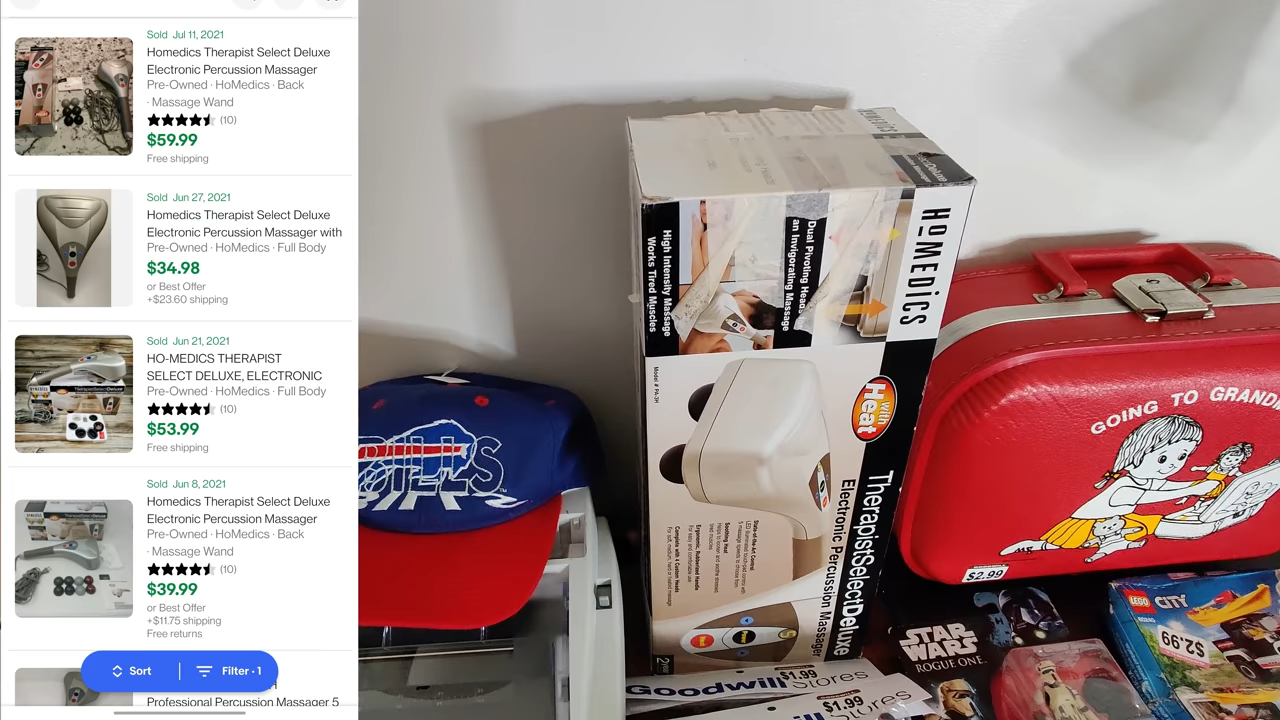 Sold Jul 11, 2021
Homedics Therapist Select Deluxe
Electronic Percussion Massager
Pre-Owned · HoMedics · Back
· Massage Wand
(10)
$59.99
Free shipping
Sold Jun 27, 2021
Homedics Therapist Select Deluxe
Electronic Percussion Massager with
Pre-Owned · HoMedics · Full Body
$34.98
or Best Offer
+$23.60 shipping
Sold Jun 21, 2021
HO-MEDICS THERAPIST
SELECT DELUXE, ELECTRONIC
Pre-Owned · HoMedics · Full Body
(10)
$53.99
Free shipping
Sold Jun 8, 2021
Homedics Therapist Select Deluxe
Electronic Percussion Massager
Pre-Owned · HoMedics · Back
· Massage Wand
(10)
$39.99
or Best Offer
+$11.75 shipping
Free returns
Sort
Filter · 1
Professional Percussion Massager 5
BILLS
HOMEDICS
High Intensity Massage
Works Tired Muscles
Dual Pivoting Heads
an Invigorating Massage
with
Heat
Model # PA-1H
TherapistSelectDeluxe
Electronic Percussion Massager
GOING TO GRAND
$2.99
STAR
WARS
ROGUE ONE
LEGO
CITY
$2.96
$1.99
Goodwill Stores
$1.99
Stores